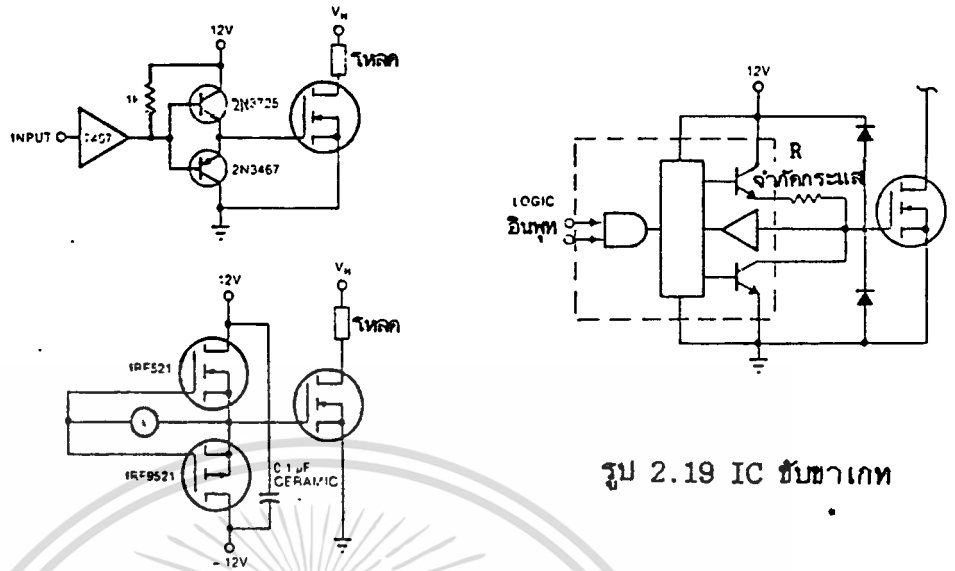 12V
V_H
โหลด
2N3725
INPUT
2N3467
12V
R
จำกัดกระแส
LOGIC
อินพุท
12V
V_H
โหลด
IRF521
IRF9521
0.1 µF
CERAMIC
- 12V
รูป 2.19 IC ขับขาเกท